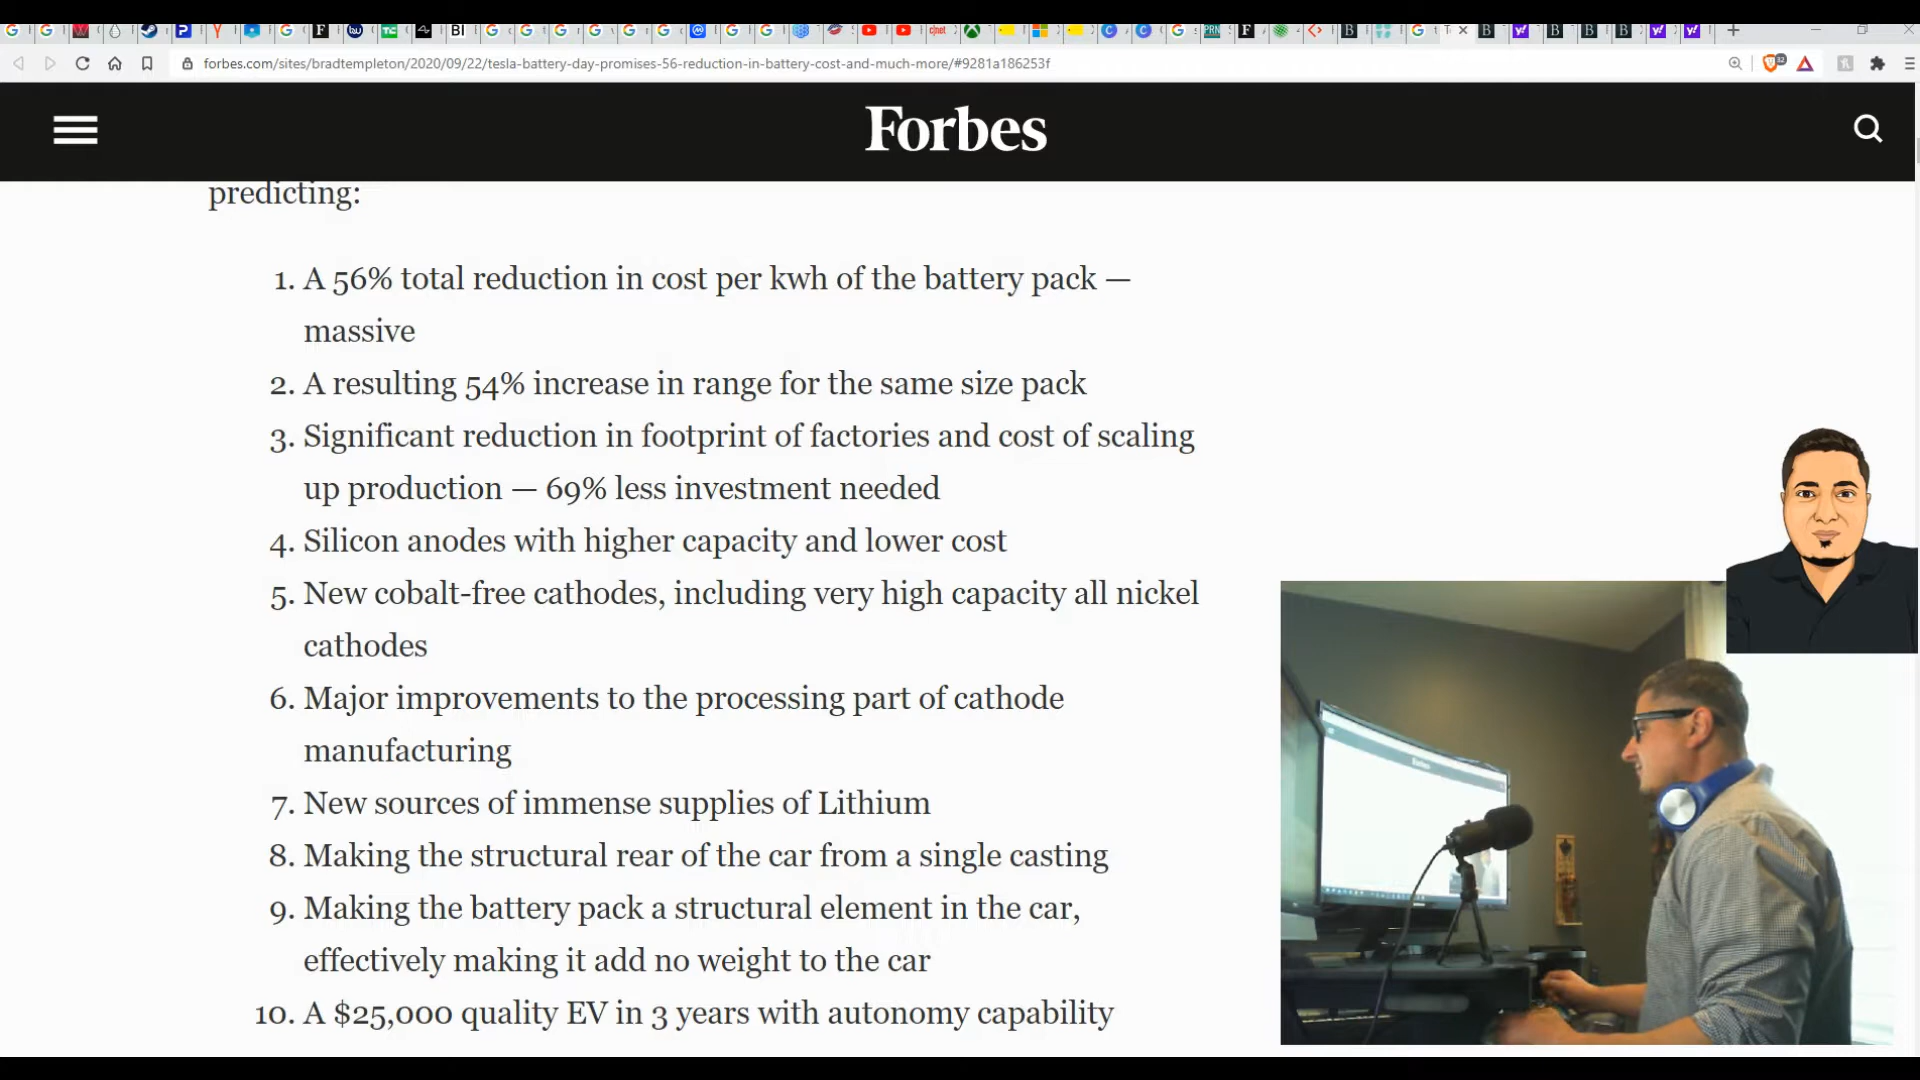 forbes.com/sites/bradtempleton/2020/09/22/tesla-battery-day-promises-56-reduction-in-battery-cost-and-much-more/#9281a186253f
Forbes
predicting:
1. A 56% total reduction in cost per kwh of the battery pack —
massive
2. A resulting 54% increase in range for the same size pack
3. Significant reduction in footprint of factories and cost of scaling
up production — 69% less investment needed
4. Silicon anodes with higher capacity and lower cost
5. New cobalt-free cathodes, including very high capacity all nickel
cathodes
6. Major improvements to the processing part of cathode
manufacturing
7. New sources of immense supplies of Lithium
8. Making the structural rear of the car from a single casting
9. Making the battery pack a structural element in the car,
effectively making it add no weight to the car
10. A $25,000 quality EV in 3 years with autonomy capability